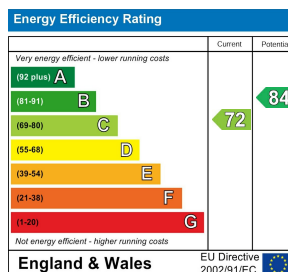 Energy Efficiency Rating
Current Potentia
Very energy efficient - lower running costs
(92 plus) A
(81-91) B
84
(69-80) C
72
(55-68) D
(39-54) E
(21-38) F
(1-20) G
Not energy efficient - higher running costs
England & Wales
EU Directive
2002/91/EC